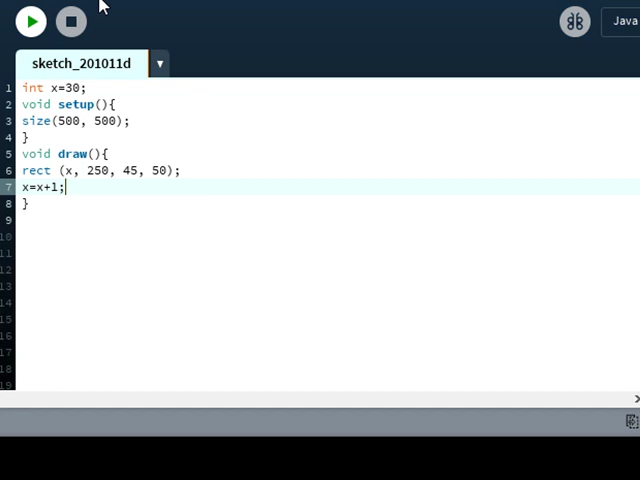 Java
sketch_201011d ▼
1 int x=30;
2 void setup(){
3 size(500, 500);
4 }
5 void draw(){
6 rect (x, 250, 45, 50);
7 x=x+1;
8 }
9
10
11
12
13
14
15
16
17
18
19